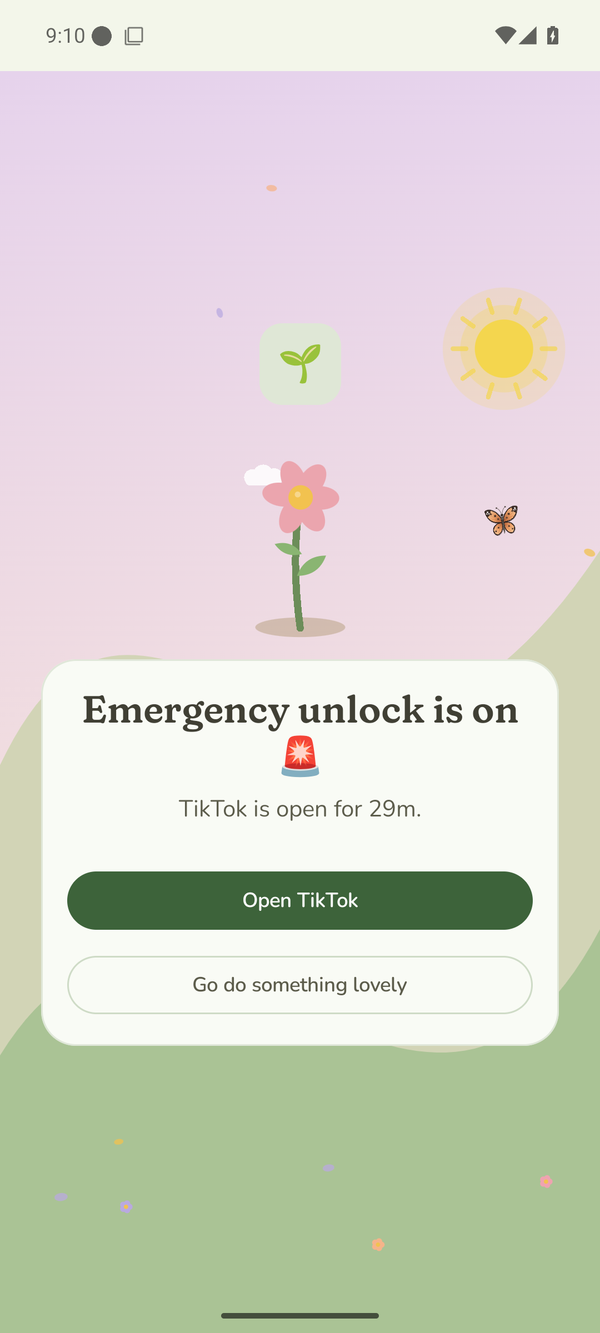 9:10
Emergency unlock is on
🚨
TikTok is open for 29m.
Open TikTok
Go do something lovely